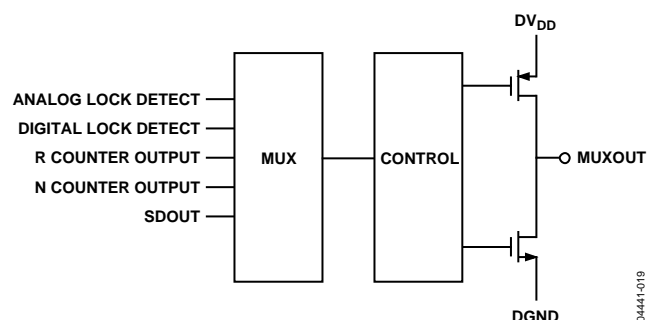 DVDD
ANALOG LOCK DETECT
DIGITAL LOCK DETECT
R COUNTER OUTPUT
N COUNTER OUTPUT
SDOUT
MUX
CONTROL
MUXOUT
DGND
04441-019